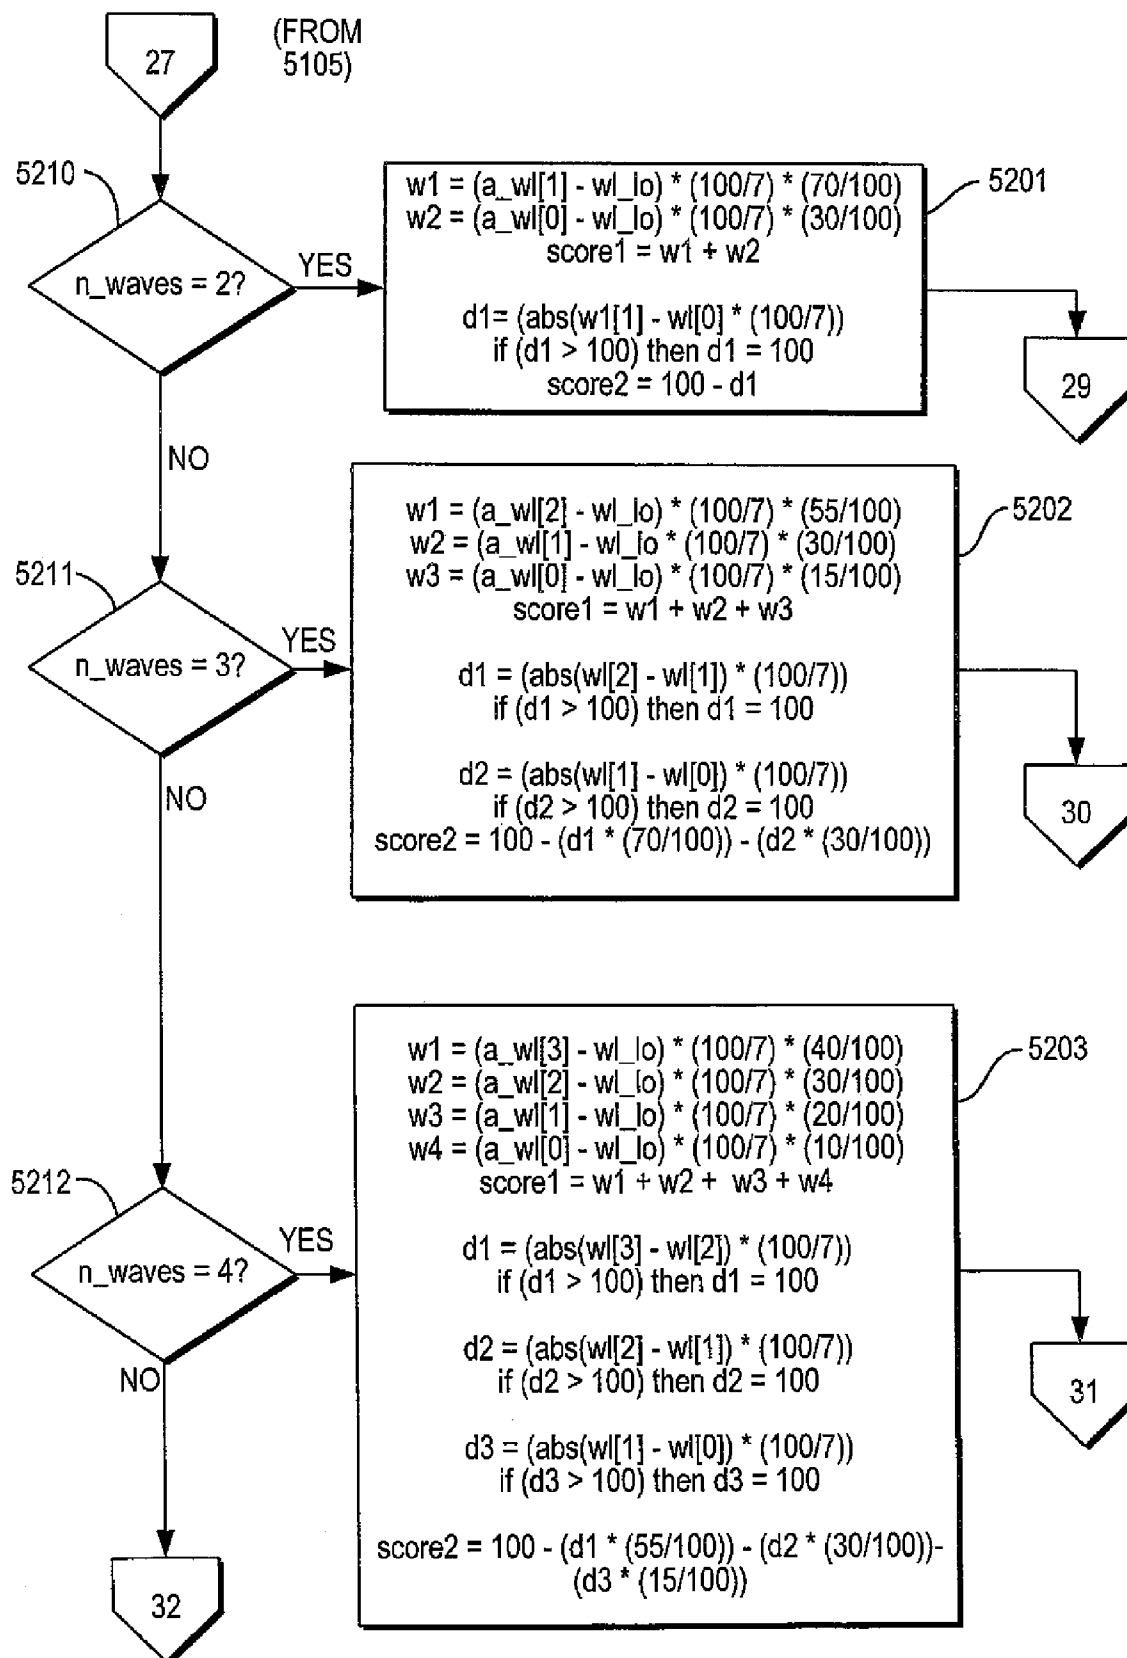 27
(FROM
5105)
5210
n_waves = 2?
YES
NO
w1 = (a_wl[1] - wl_lo) * (100/7) * (70/100)
w2 = (a_wl[0] - wl_lo) * (100/7) * (30/100)
score1 = w1 + w2
d1= (abs(w1[1] - wl[0] * (100/7))
if (d1 > 100) then d1 = 100
score2 = 100 - d1
5201
29
5211
n_waves = 3?
YES
NO
w1 = (a_wl[2] - wl_lo) * (100/7) * (55/100)
w2 = (a_wl[1] - wl_lo * (100/7) * (30/100)
w3 = (a_wl[0] - wl_lo) * (100/7) * (15/100)
score1 = w1 + w2 + w3
d1 = (abs(wl[2] - wl[1]) * (100/7))
if (d1 > 100) then d1 = 100
d2 = (abs(wl[1] - wl[0]) * (100/7))
if (d2 > 100) then d2 = 100
score2 = 100 - (d1 * (70/100)) - (d2 * (30/100))
5202
30
5212
n_waves = 4?
YES
NO
w1 = (a_wl[3] - wl_lo) * (100/7) * (40/100)
w2 = (a_wl[2] - wl_lo) * (100/7) * (30/100)
w3 = (a_wl[1] - wl_lo) * (100/7) * (20/100)
w4 = (a_wl[0] - wl_lo) * (100/7) * (10/100)
score1 = w1 + w2 + w3 + w4
d1 = (abs(wl[3] - wl[2]) * (100/7))
if (d1 > 100) then d1 = 100
d2 = (abs(wl[2] - wl[1]) * (100/7))
if (d2 > 100) then d2 = 100
d3 = (abs(wl[1] - wl[0]) * (100/7))
if (d3 > 100) then d3 = 100
score2 = 100 - (d1 * (55/100)) - (d2 * (30/100))-
(d3 * (15/100))
5203
31
32